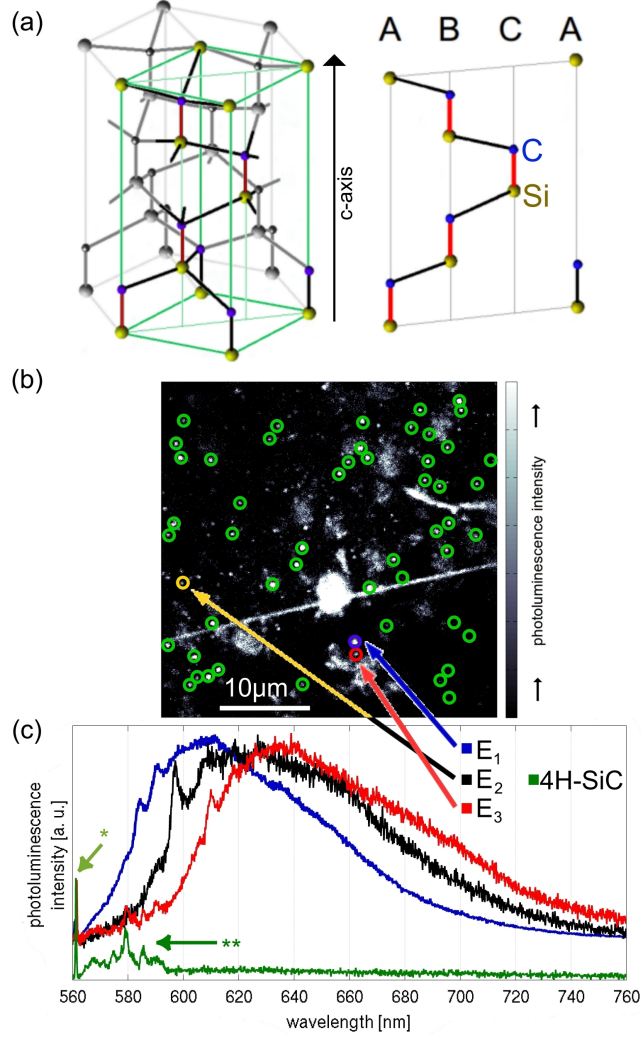 (a)
A B C A
c-axis
C
Si
(b)
10μm
photoluminescence intensity
(c)
E1
E2
E3
4H-SiC
*
**
photoluminescence
intensity [a. u.]
560 580 600 620 640 660 680 700 720 740 760
wavelength [nm]